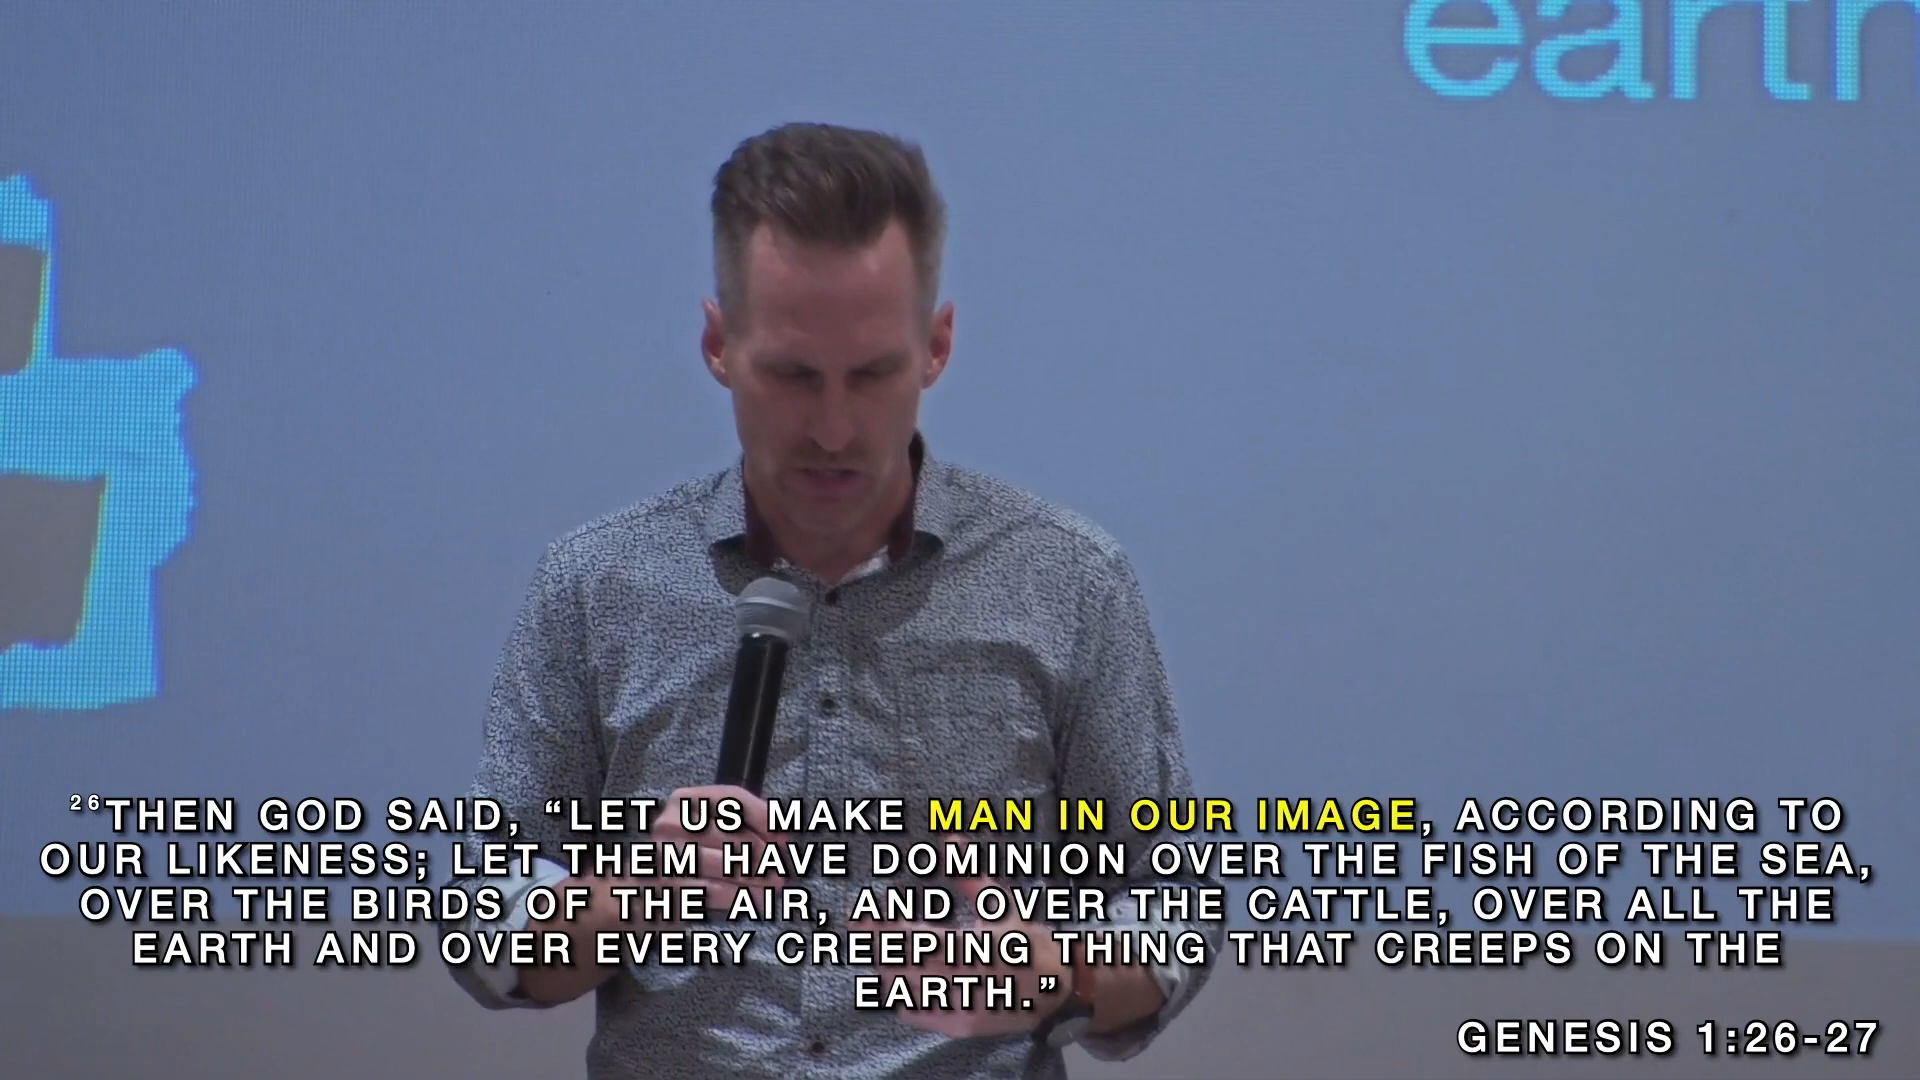 earth
²⁶THEN GOD SAID, “LET US MAKE MAN IN OUR IMAGE, ACCORDING TO
OUR LIKENESS; LET THEM HAVE DOMINION OVER THE FISH OF THE SEA,
OVER THE BIRDS OF THE AIR, AND OVER THE CATTLE, OVER ALL THE
EARTH AND OVER EVERY CREEPING THING THAT CREEPS ON THE
EARTH.”
GENESIS 1:26-27